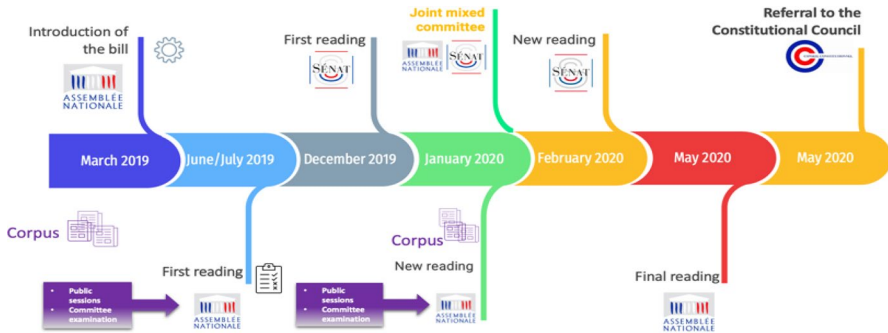 Introduction of
the bill
ASSEMBLÉE
NATIONALE
First reading
SÉNAT
Joint mixed
committee
ASSEMBLÉE
NATIONALE
SÉNAT
New reading
SÉNAT
Referral to the
Constitutional Council
March 2019
June/July 2019
December 2019
January 2020
February 2020
May 2020
May 2020
Corpus
First reading
• Public
sessions
• Committee
examination
ASSEMBLÉE
NATIONALE
Corpus
New reading
• Public
sessions
• Committee
examination
ASSEMBLÉE
NATIONALE
Final reading
ASSEMBLÉE
NATIONALE